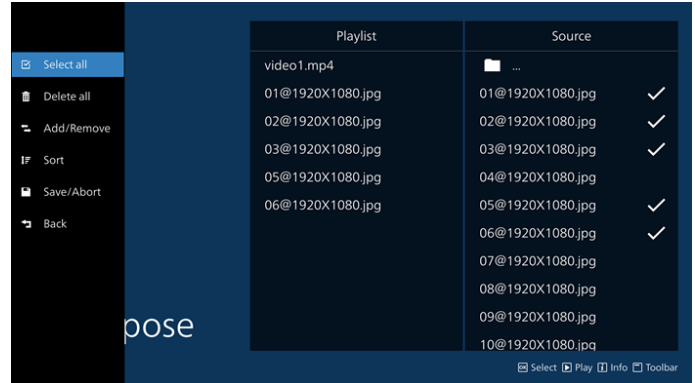 Select all
Delete all
Add/Remove
Sort
Save/Abort
Back
pose
Playlist
video1.mp4
01@1920X1080.jpg
02@1920X1080.jpg
03@1920X1080.jpg
05@1920X1080.jpg
06@1920X1080.jpg
Source
...
01@1920X1080.jpg
02@1920X1080.jpg
03@1920X1080.jpg
04@1920X1080.jpg
05@1920X1080.jpg
06@1920X1080.jpg
07@1920X1080.jpg
08@1920X1080.jpg
09@1920X1080.jpg
10@1920X1080.jpg
OK Select Play i Info Toolbar